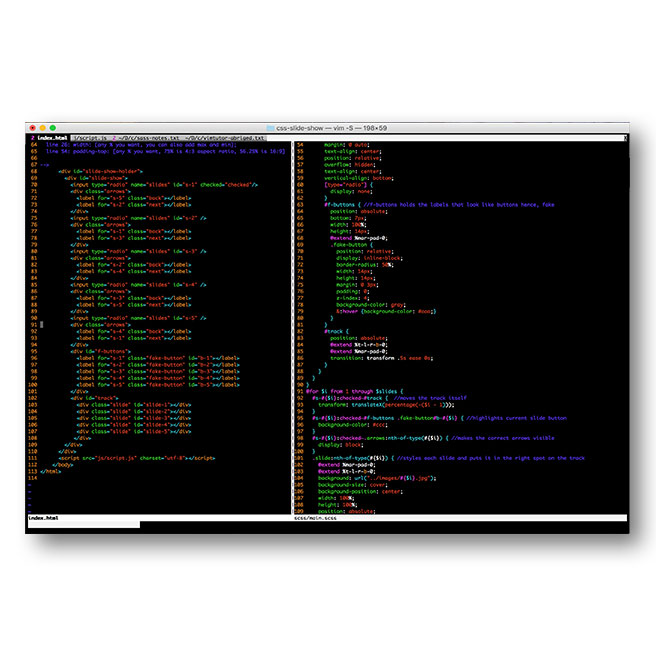 css-slide-show — vim -S — 198×59
2 index.html j/script.js 2 ~/D/c/sass-notes.txt ~/D/c/vimtutor-abriged.txt X
64 line 28: width: [any % you want, you can also add max and min];
65 line 54: padding-top: [any % you want, 75% is 4:3 aspect ratio, 56.25% is 16:9]
66
67 -->
68 <div id="slide-show-holder">
69 <div id="slide-show">
70 <input type="radio" name="slides" id="s-1" checked="checked"/>
71 <div class="arrows">
72 <label for="s-5" class="back"></label>
73 <label for="s-2" class="next"></label>
74 </div>
75 <input type="radio" name="slides" id="s-2" />
76 <div class="arrows">
77 <label for="s-1" class="back"></label>
78 <label for="s-3" class="next"></label>
79 </div>
80 <input type="radio" name="slides" id="s-3" />
81 <div class="arrows">
82 <label for="s-2" class="back"></label>
83 <label for="s-4" class="next"></label>
84 </div>
85 <input type="radio" name="slides" id="s-4" />
86 <div class="arrows">
87 <label for="s-3" class="back"></label>
88 <label for="s-5" class="next"></label>
89 </div>
90 <input type="radio" name="slides" id="s-5" />
91 <div class="arrows">
92 <label for="s-4" class="back"></label>
93 <label for="s-1" class="next"></label>
94 </div>
95 <div id="f-buttons">
96 <label for="s-1" class="fake-button" id="b-1"></label>
97 <label for="s-2" class="fake-button" id="b-2"></label>
98 <label for="s-3" class="fake-button" id="b-3"></label>
99 <label for="s-4" class="fake-button" id="b-4"></label>
100 <label for="s-5" class="fake-button" id="b-5"></label>
101 </div>
102 <div id="track">
103 <div class="slide" id="slide-1"></div>
104 <div class="slide" id="slide-2"></div>
105 <div class="slide" id="slide-3"></div>
106 <div class="slide" id="slide-4"></div>
107 <div class="slide" id="slide-5"></div>
108 </div>
109 </div>
110 </div>
111 <script src="js/script.js" charset="utf-8"></script>
112 </body>
113 </html>
114
index.html
54 margin: 0 auto;
55 text-align: center;
56 position: relative;
57 overflow: hidden;
58 text-align: center;
59 vertical-align: bottom;
60 [type="radio"] {
61 display: none;
62 }
63 #f-buttons { //f-buttons holds the labels that look like buttons hence, fake
64 position: absolute;
65 bottom: 7px;
66 width: 100%;
67 height: 14px;
68 @extend %mar-pad-0;
69 .fake-button {
70 position: relative;
71 display: inline-block;
72 border-radius: 50%;
73 width: 14px;
74 height: 14px;
75 margin: 0 3px;
76 padding: 0;
77 z-index: 4;
78 background-color: gray;
79 &:hover {background-color: #ccc;}
80 }
81 }
82 #track {
83 position: absolute;
84 @extend %t-l-r-b-0;
85 @extend %mar-pad-0;
86 transition: transform .5s ease 0s;
87 }
88 }
89 }
90 }
91 @for $i from 1 through $slides {
92 #s-#{$i}:checked~#track { //moves the track itself
93 transform: translateX(percentage(-($i - 1)));
94 }
95 #s-#{$i}:checked~#f-buttons .fake-button#b-#{$i} { //highlights current slide button
96 background-color: #ccc;
97 }
98 #s-#{$i}:checked~.arrows:nth-of-type(#{$i}) { //makes the correct arrows visible
99 display: block;
100 }
101 .slide:nth-of-type(#{$i}) { //styles each slide and puts it in the right spot on the track
102 @extend %mar-pad-0;
103 @extend %t-l-r-b-0;
104 background: url("../images/#{$i}.jpg");
105 background-size: cover;
106 background-position: center;
107 width: 100%;
108 height: 100%;
109 position: absolute;
scss/main.scss